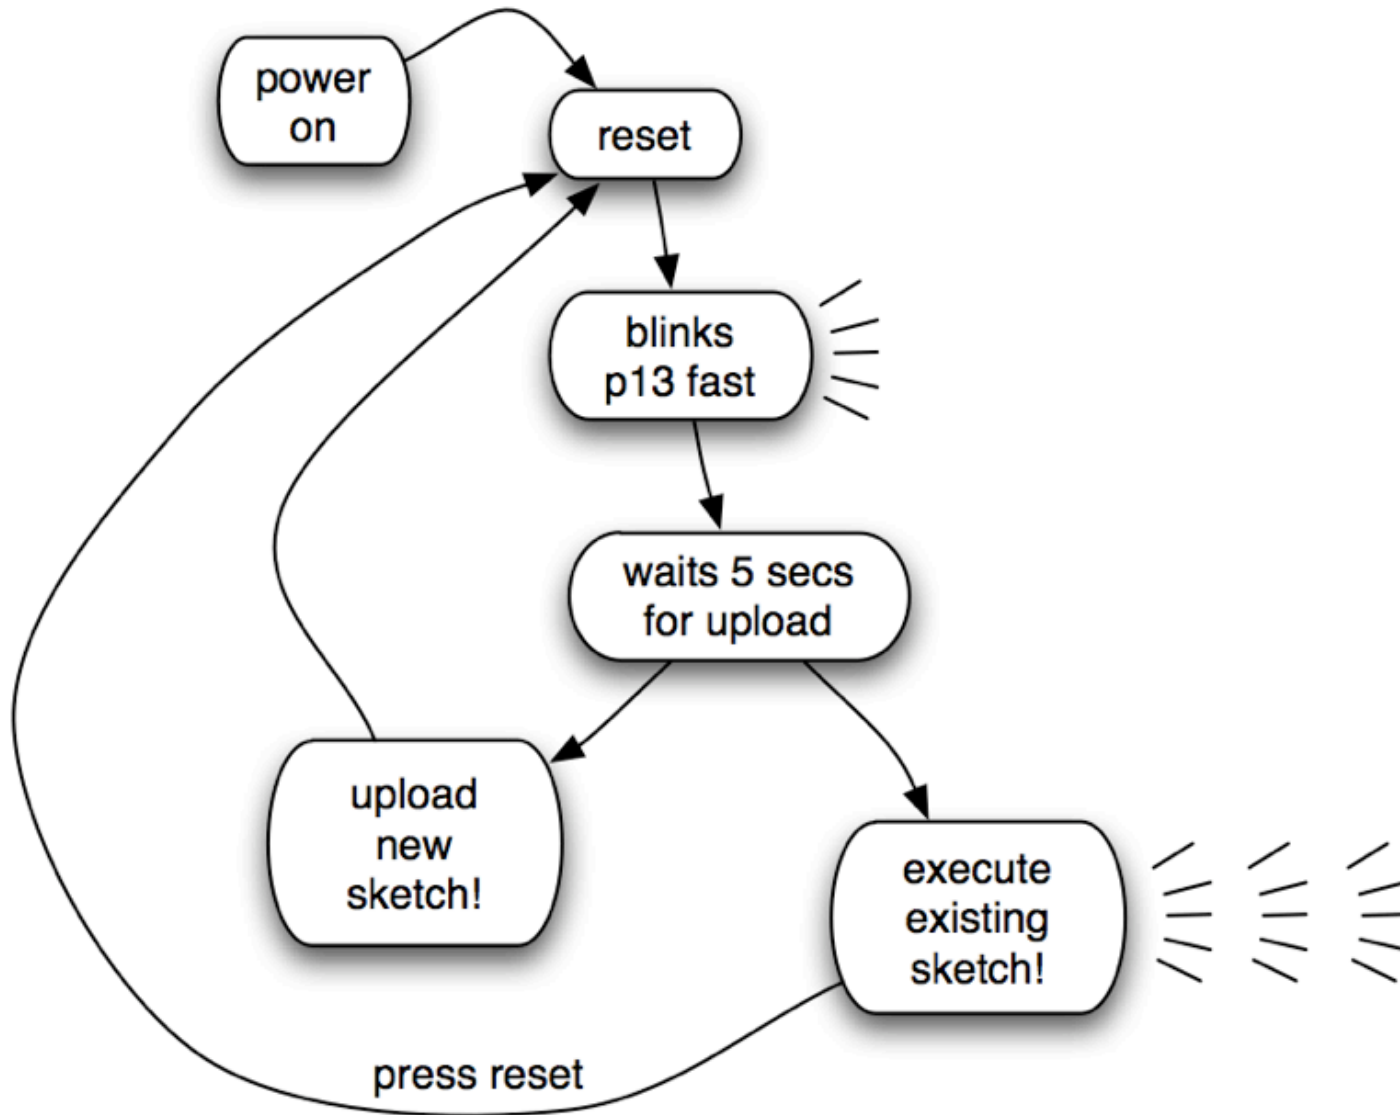 power
on
reset
blinks
p13 fast
waits 5 secs
for upload
upload
new
sketch!
execute
existing
sketch!
press reset